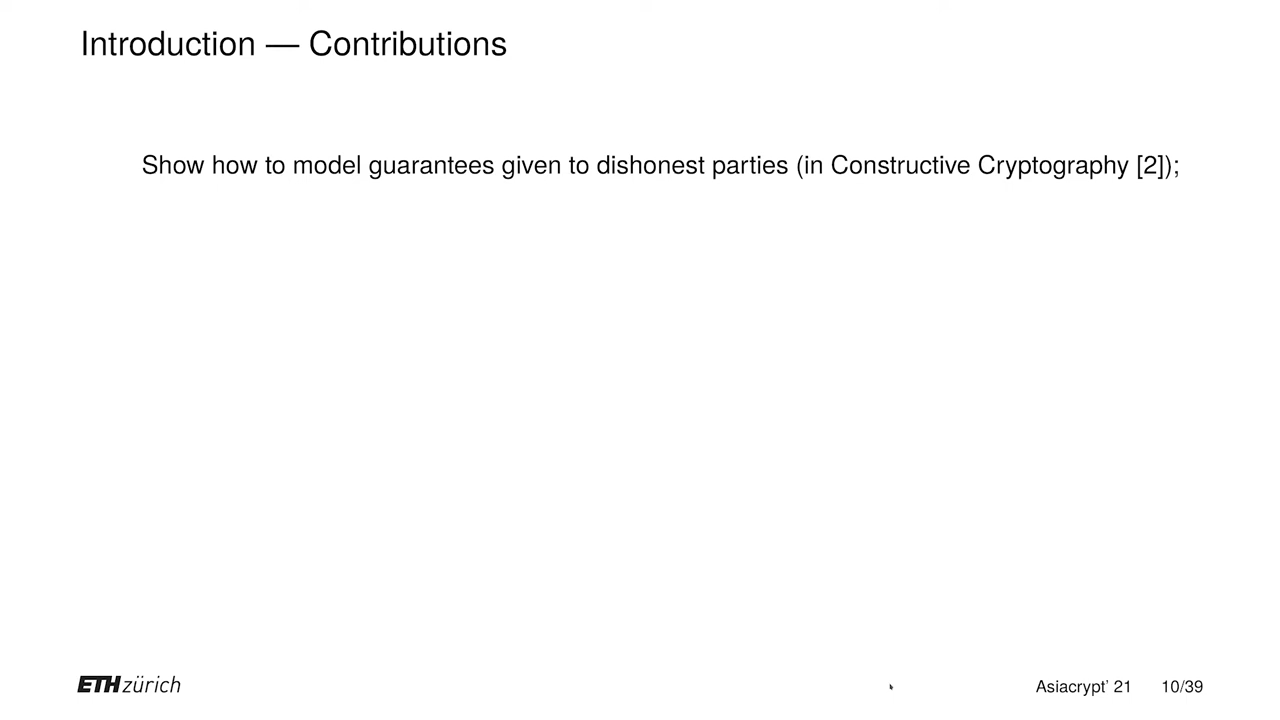 Introduction — Contributions
Show how to model guarantees given to dishonest parties (in Constructive Cryptography [2]);
ETH zürich
Asiacrypt' 21 10/39